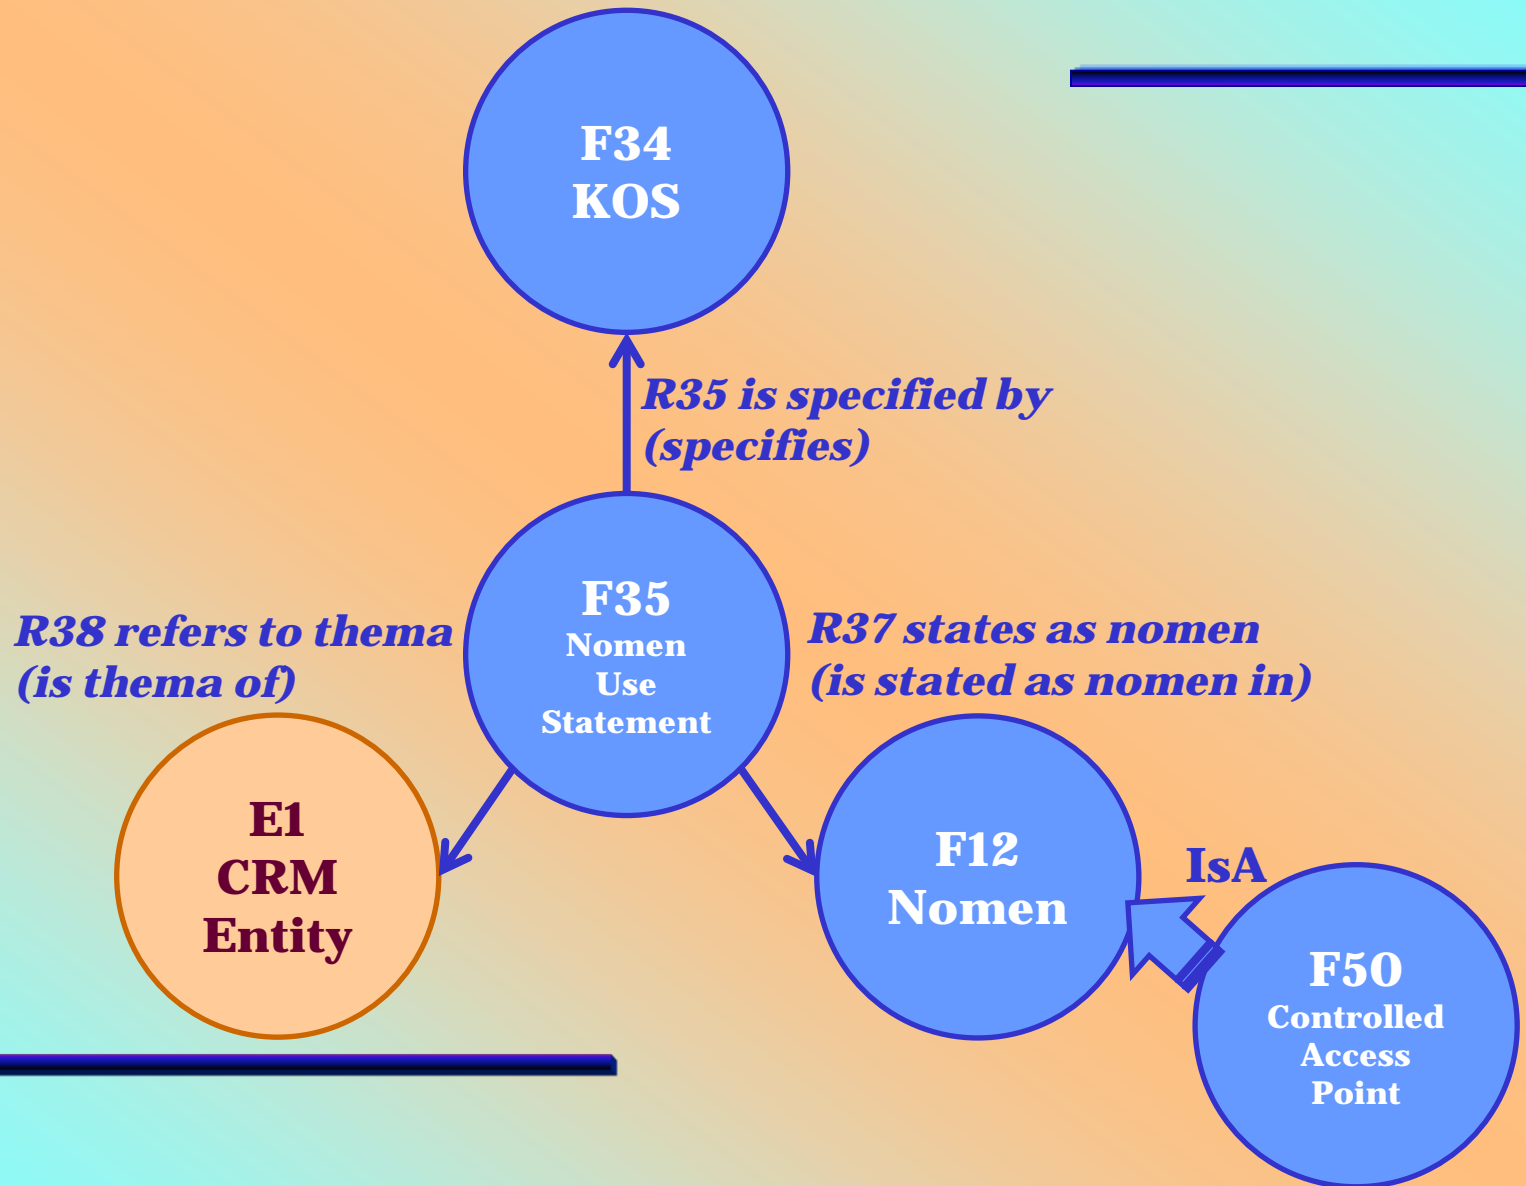 F34
KOS
R35 is specified by
(specifies)
F35
Nomen
Use
Statement
R38 refers to thema
(is thema of)
R37 states as nomen
(is stated as nomen in)
E1
CRM
Entity
F12
Nomen
IsA
F50
Controlled
Access
Point